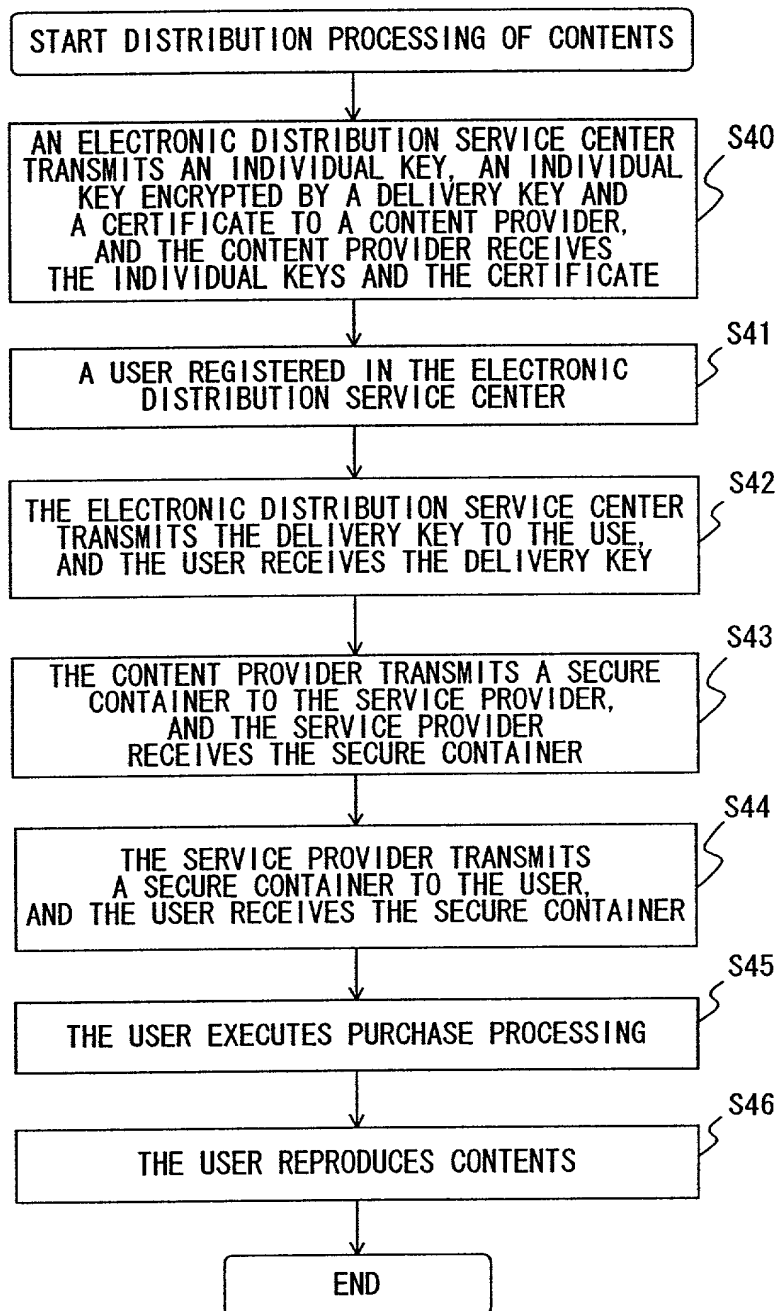 START DISTRIBUTION PROCESSING OF CONTENTS
AN ELECTRONIC DISTRIBUTION SERVICE CENTER
TRANSMITS AN INDIVIDUAL KEY, AN INDIVIDUAL
KEY ENCRYPTED BY A DELIVERY KEY AND
A CERTIFICATE TO A CONTENT PROVIDER,
AND THE CONTENT PROVIDER RECEIVES
THE INDIVIDUAL KEYS AND THE CERTIFICATE
S40
A USER REGISTERED IN THE ELECTRONIC
DISTRIBUTION SERVICE CENTER
S41
THE ELECTRONIC DISTRIBUTION SERVICE CENTER
TRANSMITS THE DELIVERY KEY TO THE USE,
AND THE USER RECEIVES THE DELIVERY KEY
S42
THE CONTENT PROVIDER TRANSMITS A SECURE
CONTAINER TO THE SERVICE PROVIDER,
AND THE SERVICE PROVIDER
RECEIVES THE SECURE CONTAINER
S43
THE SERVICE PROVIDER TRANSMITS
A SECURE CONTAINER TO THE USER,
AND THE USER RECEIVES THE SECURE CONTAINER
S44
THE USER EXECUTES PURCHASE PROCESSING
S45
THE USER REPRODUCES CONTENTS
S46
END